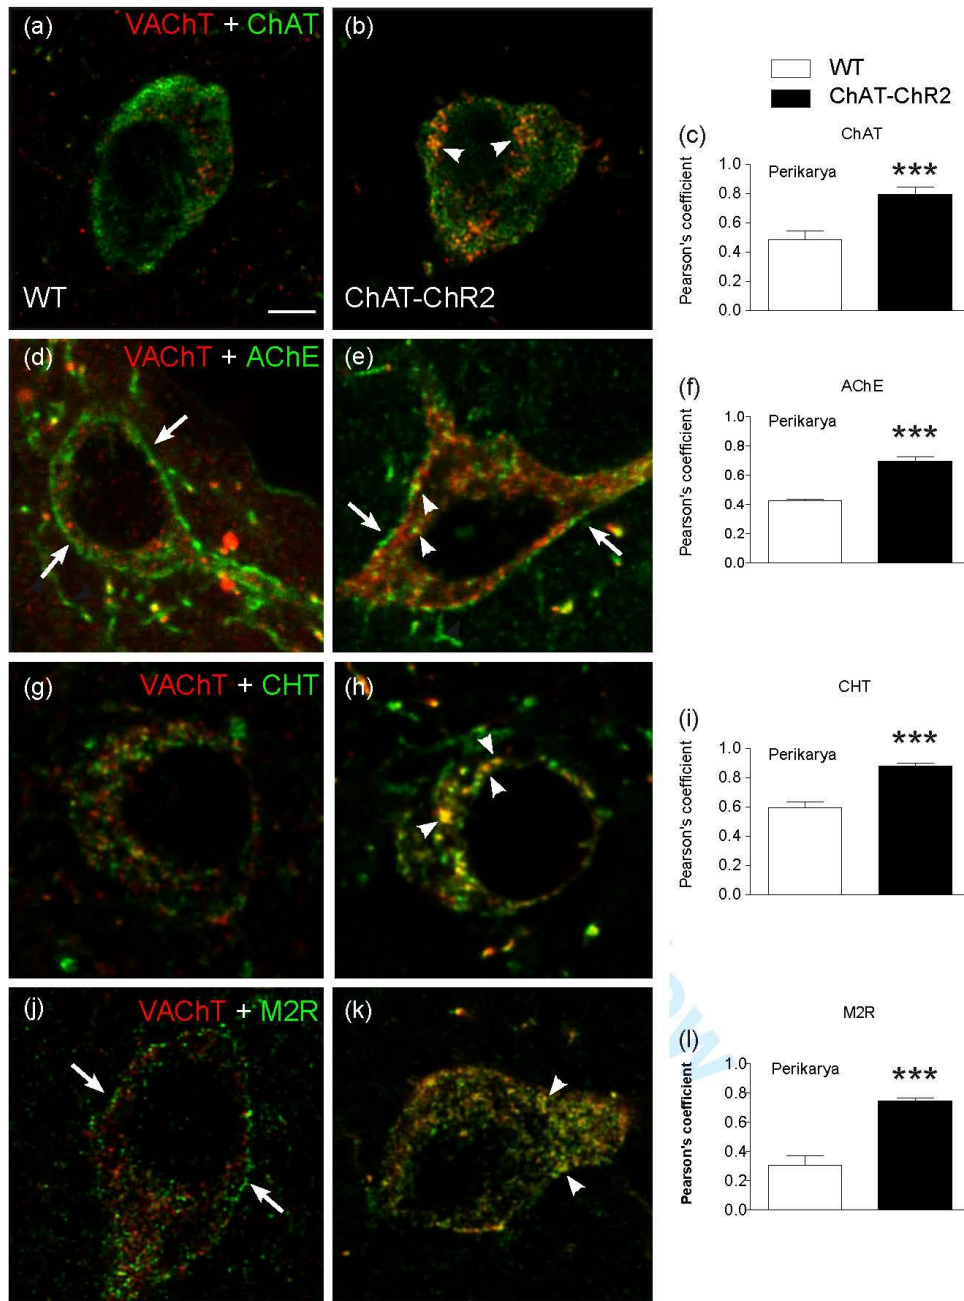 (a) VAChT + ChAT
WT
(b)
ChAT-ChR2
WT
ChAT-ChR2
(c) ChAT
Pearson's coefficient
1.0
0.8
0.6
0.4
0.2
0.0
Perikarya
***
(d) VAChT + AChE
(e)
(f) AChE
Pearson's coefficient
1.0
0.8
0.6
0.4
0.2
0.0
Perikarya
***
(g) VAChT + CHT
(h)
(i) CHT
Pearson's coefficient
1.0
0.8
0.6
0.4
0.2
0.0
Perikarya
***
(j) VAChT + M2R
(k)
(l) M2R
Pearson's coefficient
1.0
0.8
0.6
0.4
0.2
0.0
Perikarya
***